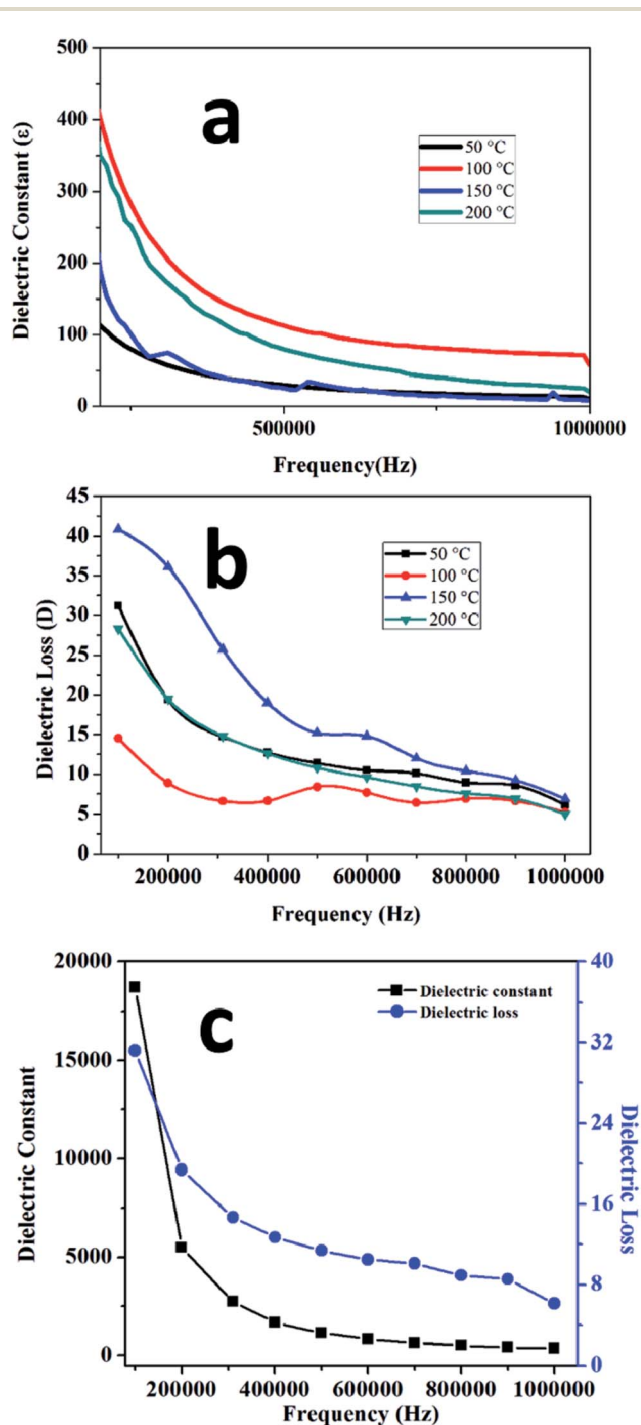 500
400
300
200
100
0
Dielectric Constant (ε)
a
50 °C
100 °C
150 °C
200 °C
500000 1000000
Frequency(Hz)
45
40
35
30
25
20
15
10
5
0
Dielectric Loss (D)
b
50 °C
100 °C
150 °C
200 °C
200000 400000 600000 800000 1000000
Frequency (Hz)
20000
15000
10000
5000
0
Dielectric Constant
c
Dielectric constant
Dielectric loss
40
32
24
16
8
0
Dielectric Loss
200000 400000 600000 800000 1000000
Frequency (Hz)